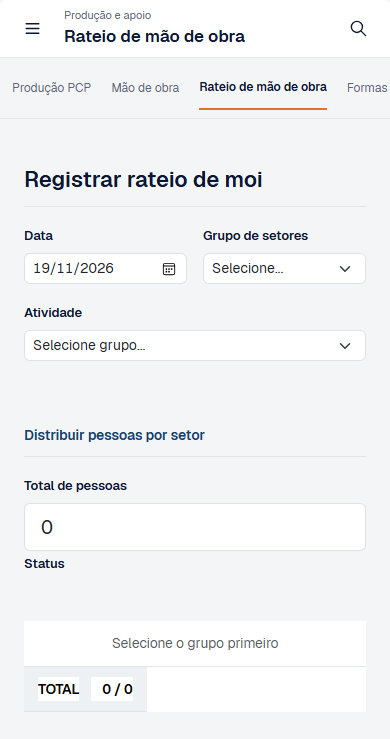 Produção e apoio
Rateio de mão de obra
Produção PCP Mão de obra Rateio de mão de obra Formas
Registrar rateio de moi
Data Grupo de setores
19/11/2026 Selecione...
Atividade
Selecione grupo...
Distribuir pessoas por setor
Total de pessoas
0
Status
Selecione o grupo primeiro
TOTAL 0 / 0